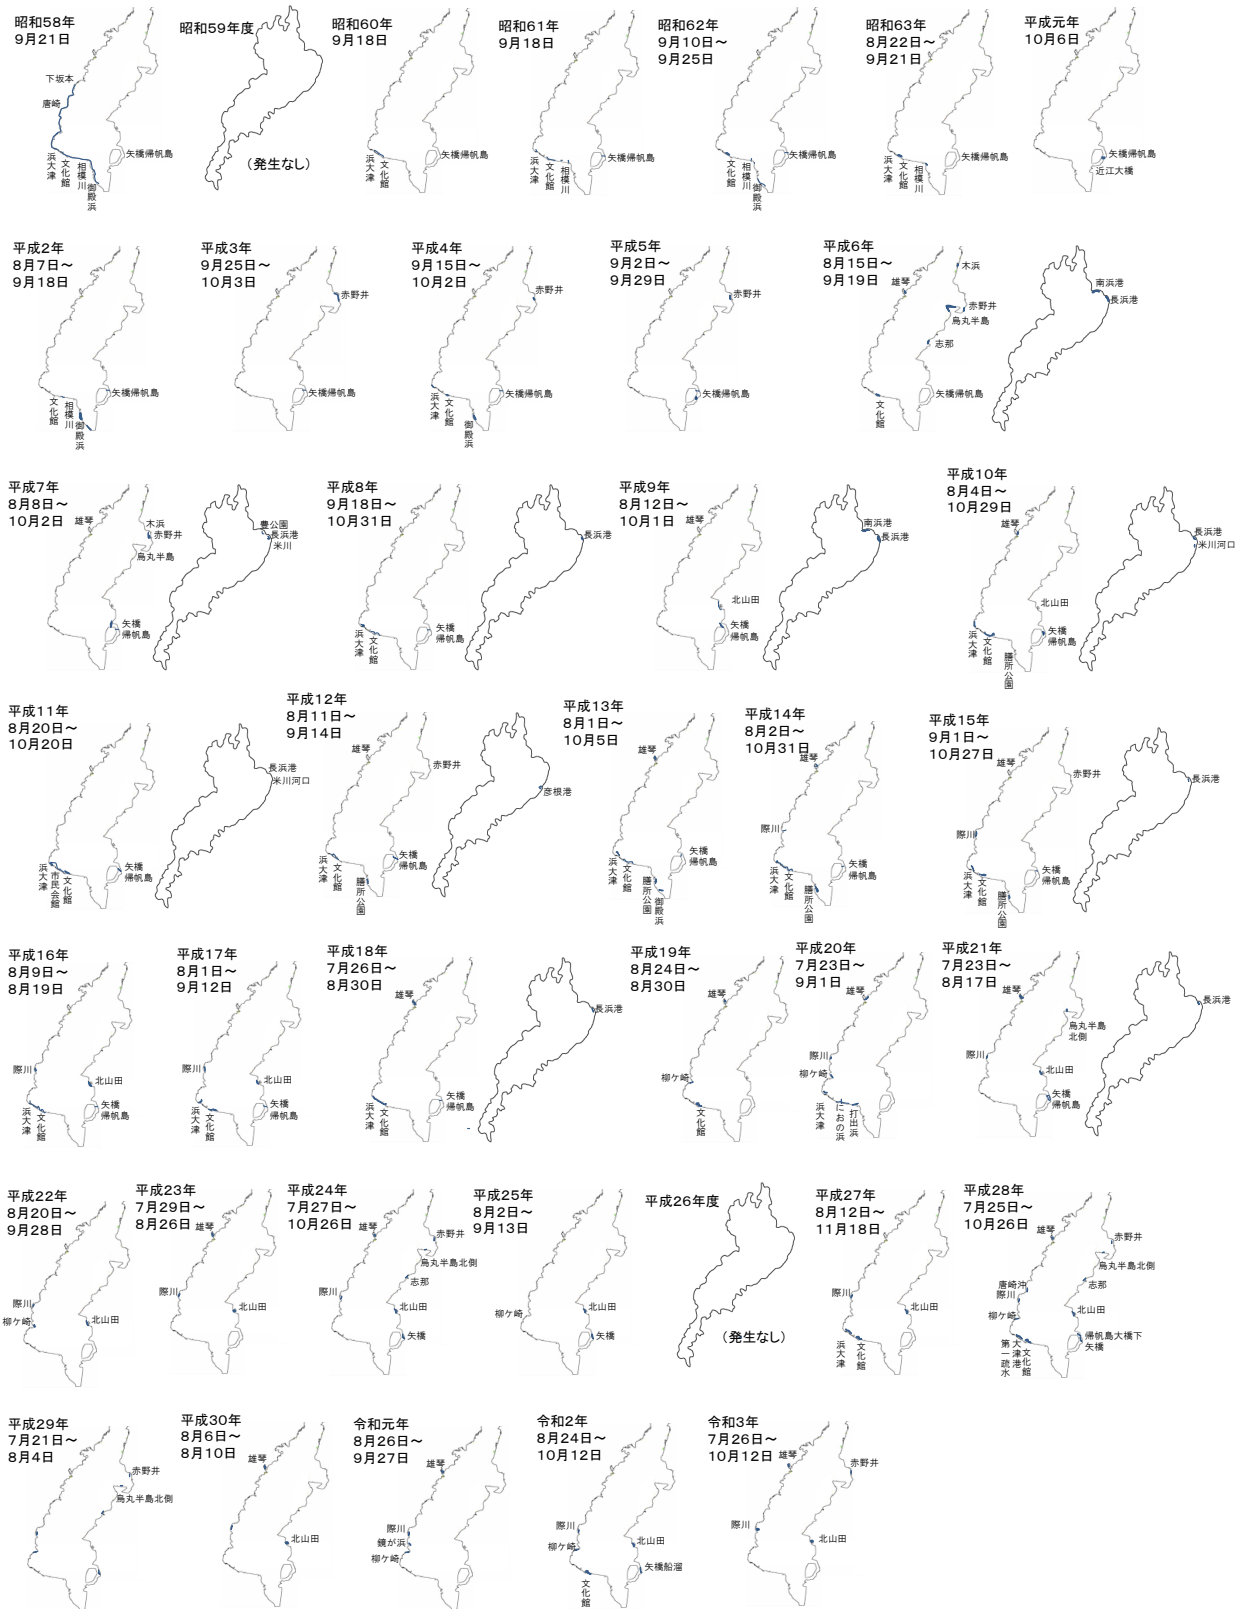 昭和58年
9月21日
下坂本
唐崎
浜大津
文化館
相模川
御殿浜
矢橋帰帆島
昭和59年度
(発生なし)
昭和60年
9月18日
浜大津
矢橋帰帆島
昭和61年
9月18日
浜大津
文化館
相模川
矢橋帰帆島
昭和62年
9月10日～
9月25日
文化館
相模川
御殿浜
矢橋帰帆島
昭和63年
8月22日～
9月21日
文化館
相模川
矢橋帰帆島
平成元年
10月6日
矢橋帰帆島
近江大橋
平成2年
8月7日～
9月18日
文化館
相模川
御殿浜
矢橋帰帆島
平成3年
9月25日～
10月3日
赤野井
矢橋帰帆島
平成4年
9月15日～
10月2日
赤野井
浜大津
文化館
御殿浜
矢橋帰帆島
平成5年
9月2日～
9月29日
赤野井
矢橋帰帆島
平成6年
8月15日～
9月19日
木浜
雄琴
赤野井
烏丸半島
志那
文化館
矢橋帰帆島
南浜港
長浜港
平成7年
8月8日～
10月2日
雄琴
木浜
赤野井
烏丸半島
矢橋
帰帆島
豊公園
長浜港
米川
平成8年
9月18日～
10月31日
浜大津
文化館
矢橋
帰帆島
長浜港
平成9年
8月12日～
10月1日
雄琴
北山田
矢橋
帰帆島
南浜港
長浜港
平成10年
8月4日～
10月29日
雄琴
北山田
浜大津
文化館
膳所公園
矢橋
帰帆島
長浜港
米川河口
平成11年
8月20日～
10月20日
浜大津
市民会館
文化館
矢橋
帰帆島
長浜港
米川河口
平成12年
8月11日～
9月14日
雄琴
赤野井
浜大津
文化館
膳所公園
矢橋
帰帆島
彦根港
平成13年
8月1日～
10月5日
雄琴
浜大津
文化館
膳所公園
御殿浜
矢橋
帰帆島
平成14年
8月2日～
10月31日
雄琴
際川
浜大津
文化館
膳所公園
矢橋
帰帆島
平成15年
9月1日～
10月27日
雄琴
赤野井
際川
浜大津
文化館
膳所公園
矢橋
帰帆島
長浜港
平成16年
8月9日～
8月19日
際川
北山田
浜大津
文化館
矢橋
帰帆島
平成17年
8月1日～
9月12日
際川
北山田
浜大津
文化館
矢橋
帰帆島
平成18年
7月26日～
8月30日
雄琴
浜大津
文化館
矢橋
帰帆島
長浜港
平成19年
8月24日～
8月30日
雄琴
柳ケ崎
文化館
平成20年
7月23日～
9月1日
雄琴
際川
柳ケ崎
浜大津
におの浜
打出浜
平成21年
7月23日～
8月17日
雄琴
烏丸半島
北側
際川
北山田
矢橋
帰帆島
長浜港
平成22年
8月20日～
9月28日
際川
柳ケ崎
北山田
平成23年
7月29日～
8月26日
雄琴
際川
北山田
平成24年
7月27日～
10月26日
雄琴
赤野井
烏丸半島北側
志那
際川
北山田
矢橋
平成25年
8月2日～
9月13日
柳ケ崎
北山田
矢橋
平成26年度
(発生なし)
平成27年
8月12日～
11月18日
際川
北山田
浜大津
文化館
平成28年
7月25日～
10月26日
雄琴
赤野井
烏丸半島北側
唐崎沖
志那
際川
柳ケ崎
北山田
帰帆島大橋下
矢橋
第一疏水
大津港
文化館
平成29年
7月21日～
8月4日
赤野井
烏丸半島北側
平成30年
8月6日～
8月10日
雄琴
北山田
令和元年
8月26日～
9月27日
雄琴
際川
鏡が浜
柳ケ崎
令和2年
8月24日～
10月12日
際川
柳ケ崎
北山田
文化館
矢橋船溜
令和3年
7月26日～
10月12日
雄琴
赤野井
際川
北山田